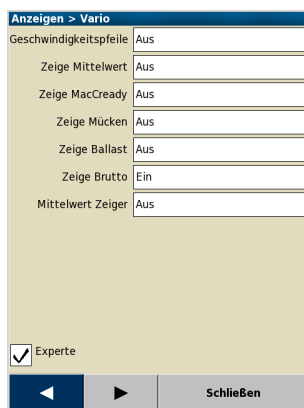 Anzeigen > Vario
Geschwindigkeitspfeile Aus
Zeige Mittelwert Aus
Zeige MacCready Aus
Zeige Mücken Aus
Zeige Ballast Aus
Zeige Brutto Ein
Mittelwert Zeiger Aus
Experte
Schließen